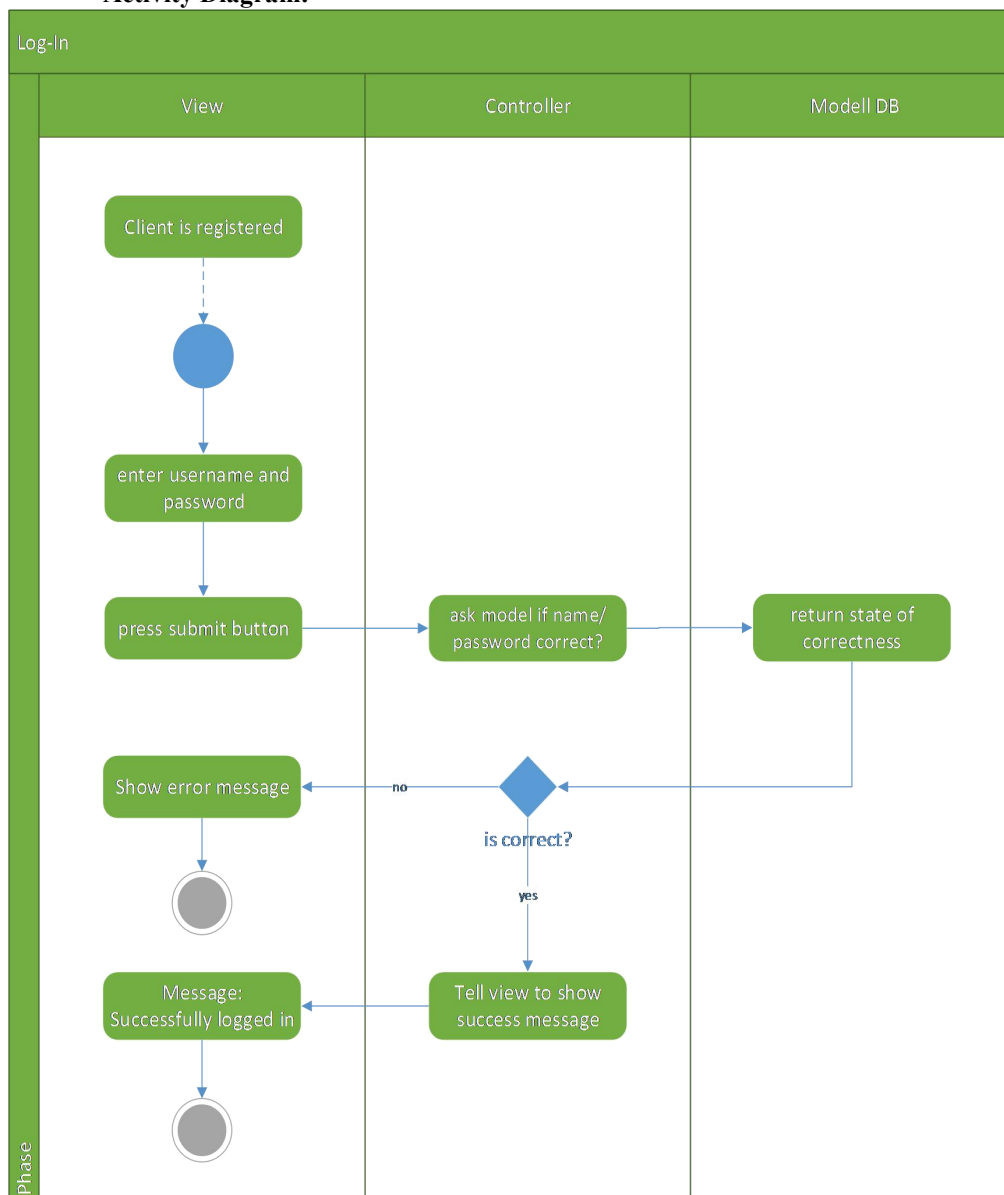 Activity Diagram:
Log-In
View
Controller
Modell DB
Client is registered
enter username and
password
press submit button
ask model if name/
password correct?
return state of
correctness
Show error message
no
is correct?
yes
Message:
Successfully logged in
Tell view to show
success message
Phase